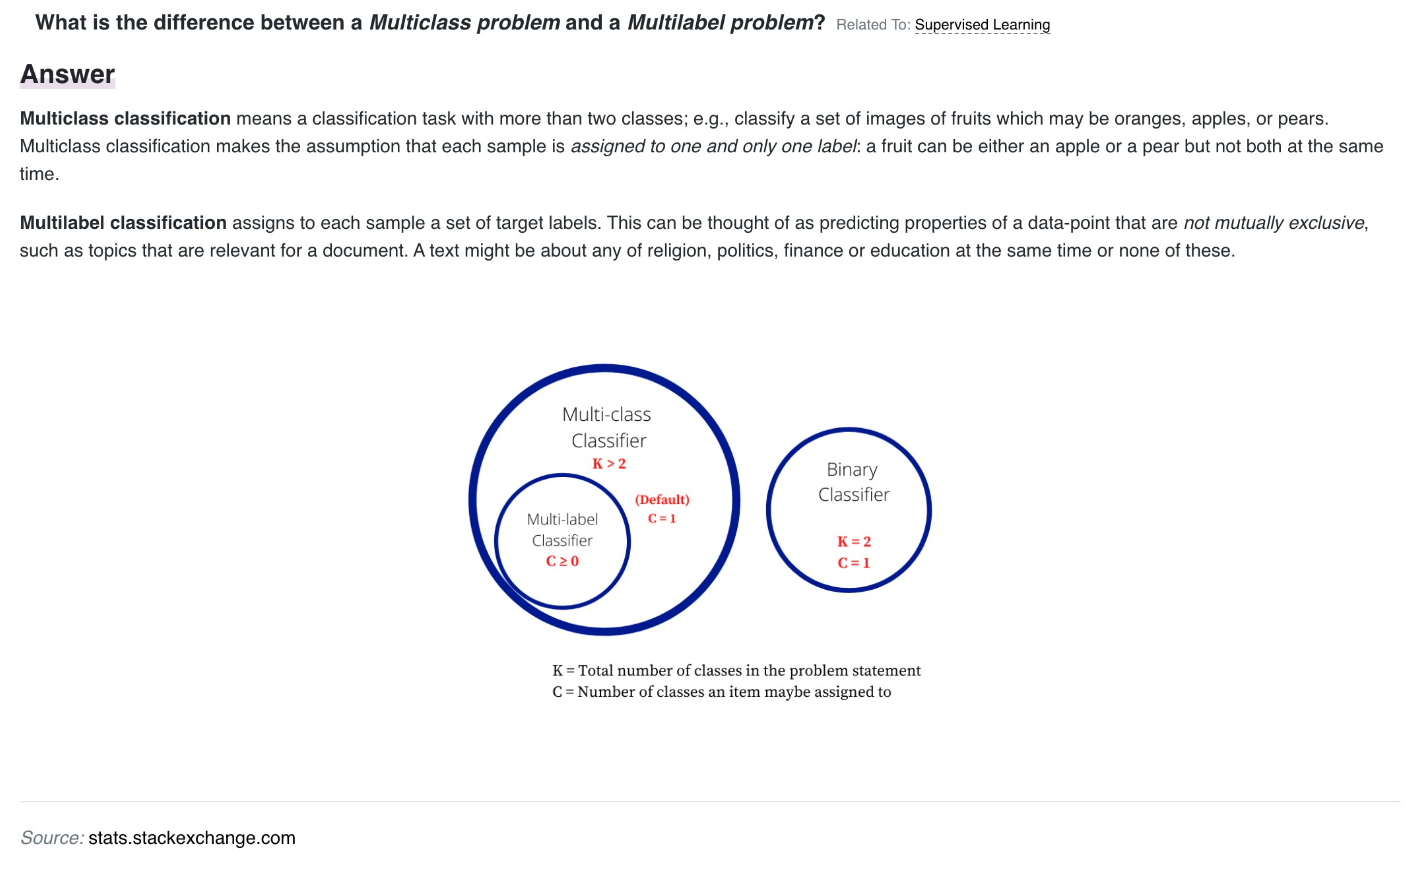 What is the difference between a Multiclass problem and a Multilabel problem? Related To: Supervised Learning
Answer
Multiclass classification means a classification task with more than two classes; e.g., classify a set of images of fruits which may be oranges, apples, or pears.
Multiclass classification makes the assumption that each sample is assigned to one and only one label: a fruit can be either an apple or a pear but not both at the same
time.
Multilabel classification assigns to each sample a set of target labels. This can be thought of as predicting properties of a data-point that are not mutually exclusive,
such as topics that are relevant for a document. A text might be about any of religion, politics, finance or education at the same time or none of these.
Multi-class
Classifier
K > 2
(Default)
C = 1
Multi-label
Classifier
C ≥ 0
Binary
Classifier
K = 2
C = 1
K = Total number of classes in the problem statement
C = Number of classes an item maybe assigned to
Source: stats.stackexchange.com